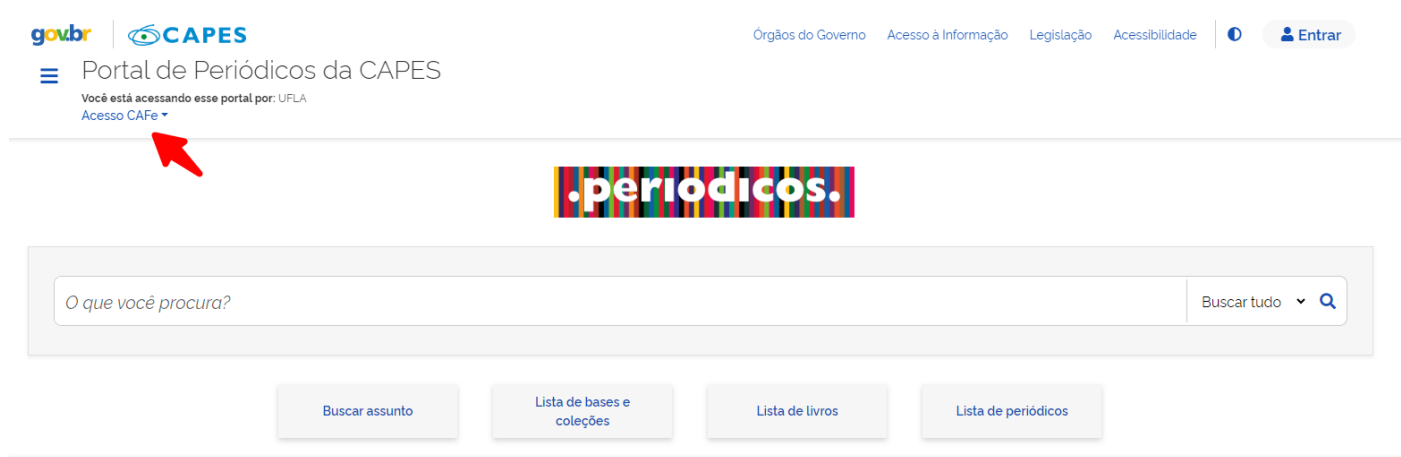 gov.br
CAPES
Órgãos do Governo Acesso à Informação Legislação Acessibilidade Entrar
Portal de Periódicos da CAPES
Você está acessando esse portal por: UFLA
Acesso CAFe
.periodicos.
O que você procura?
Buscar tudo
Buscar assunto
Lista de bases e
coleções
Lista de livros
Lista de periódicos